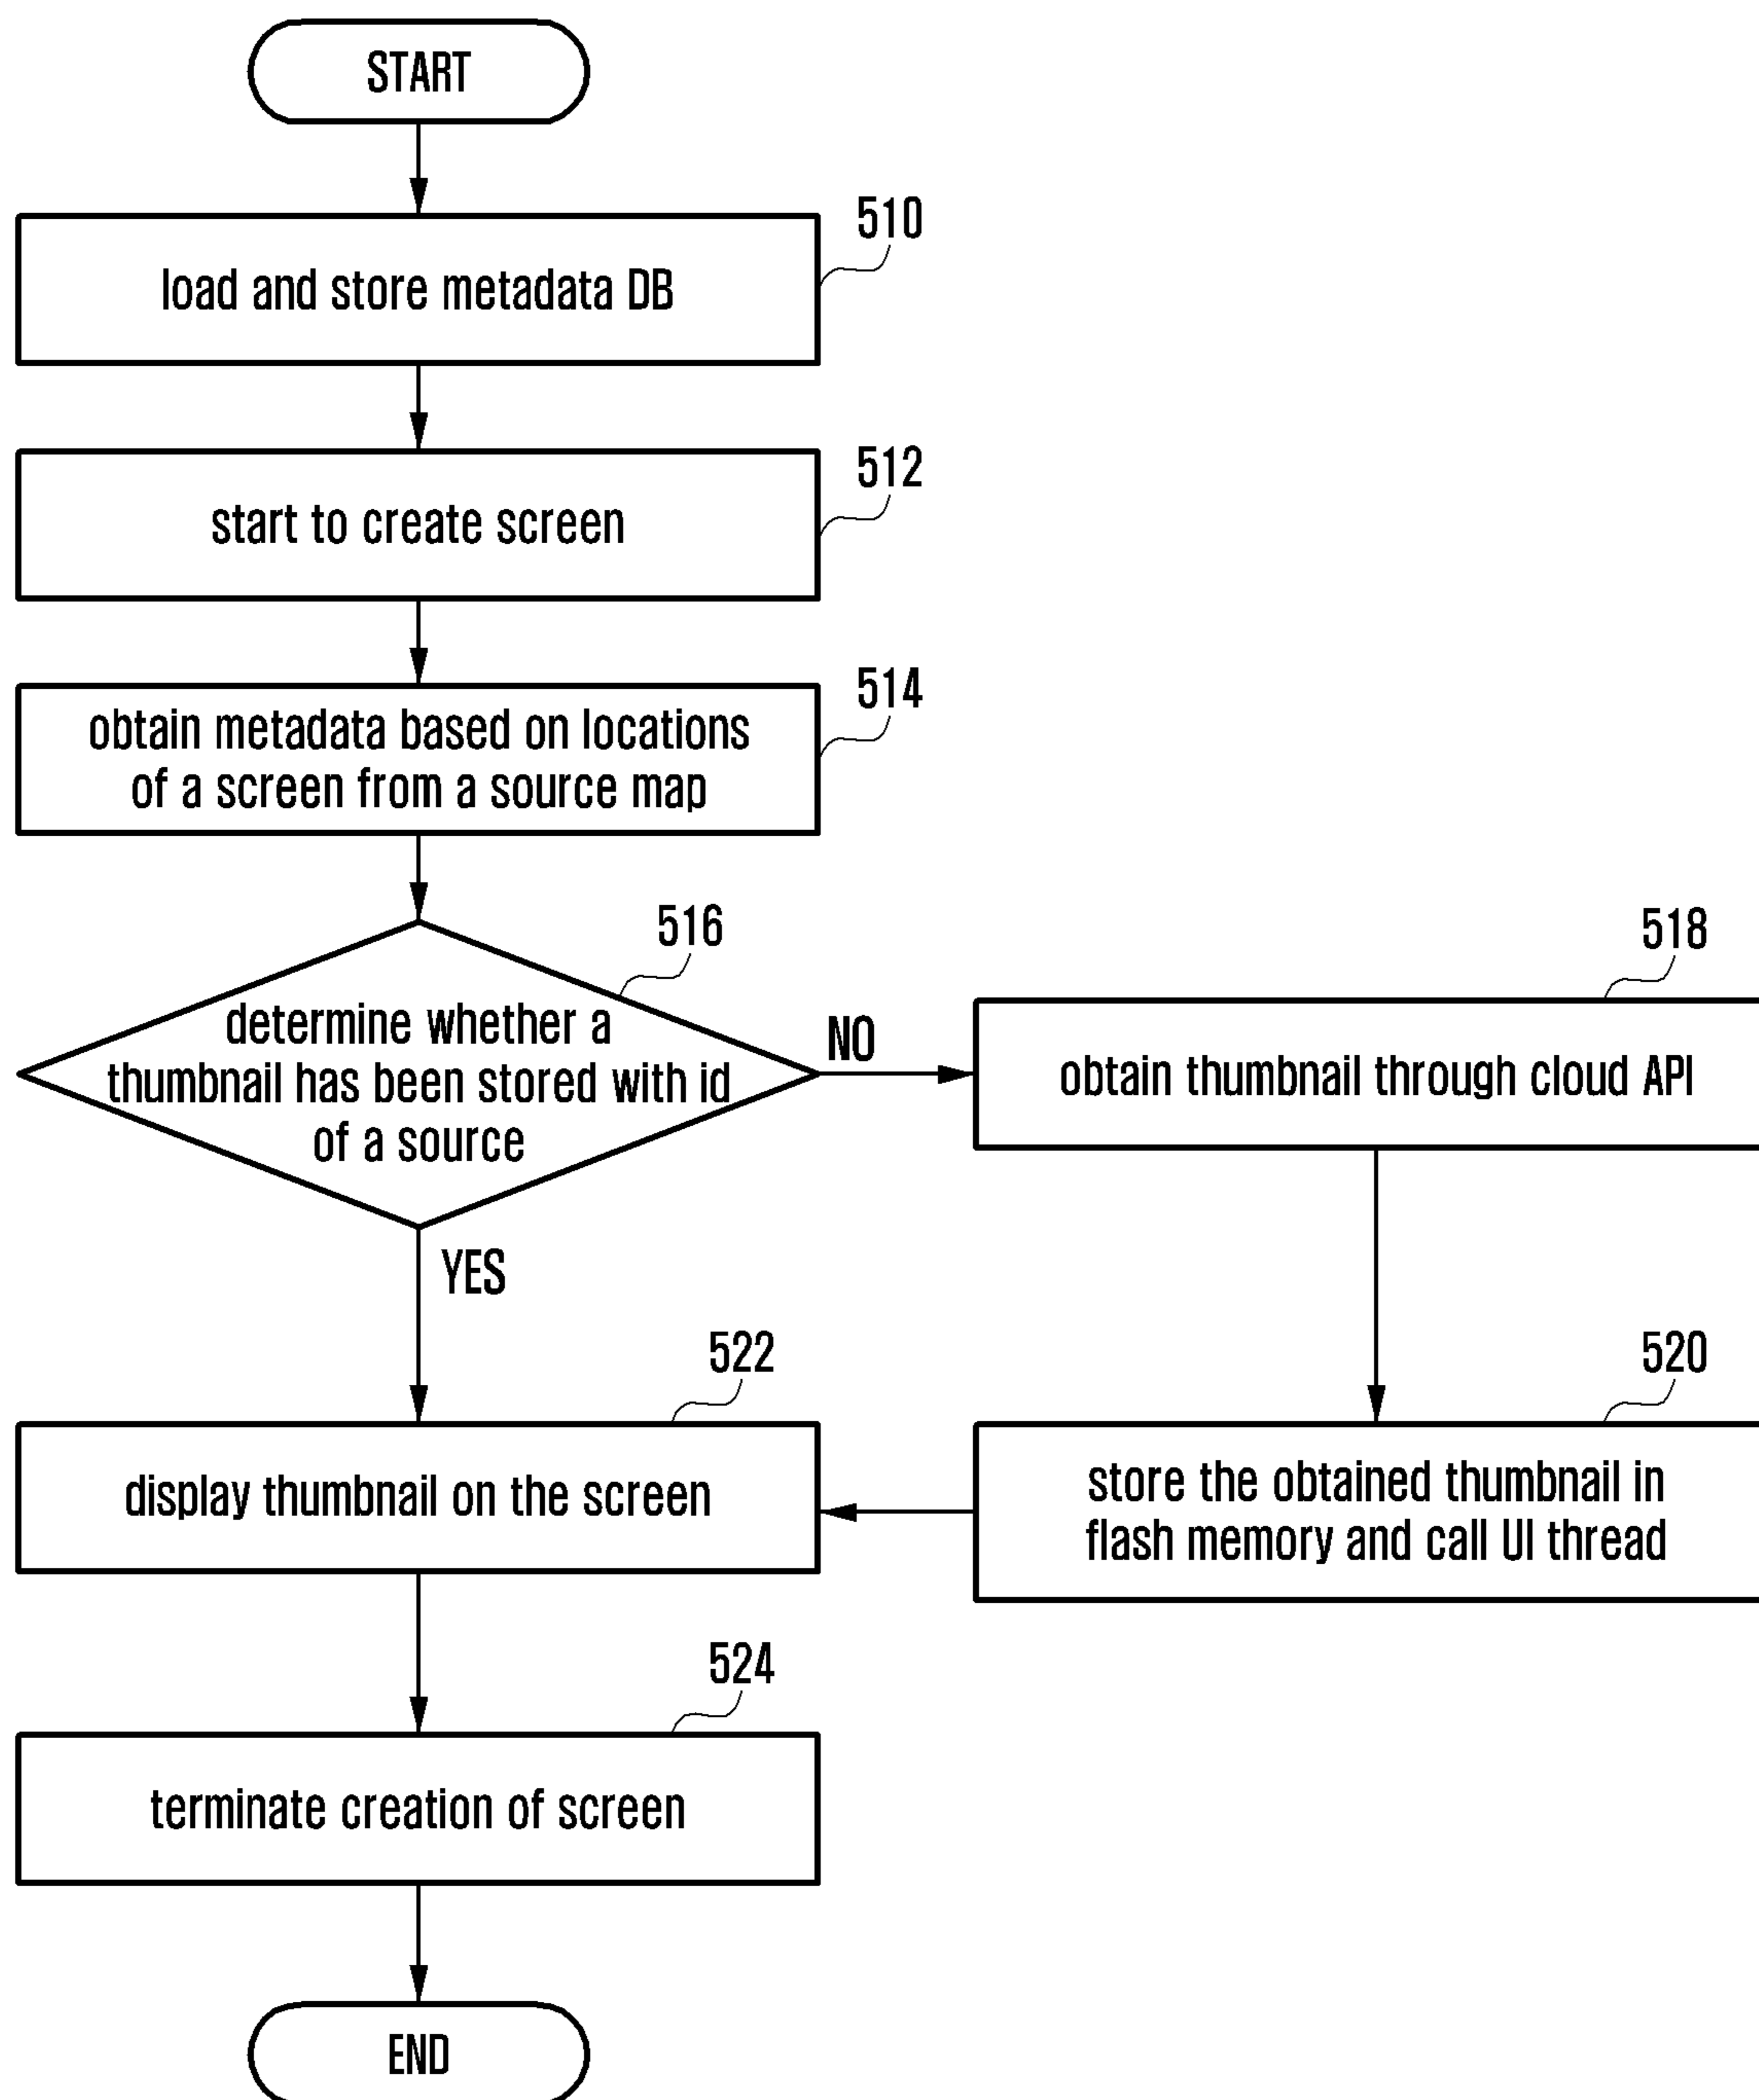 START
510
load and store metadata DB
512
start to create screen
514
obtain metadata based on locations
of a screen from a source map
516
determine whether a
thumbnail has been stored with id
of a source
NO
518
obtain thumbnail through cloud API
YES
522
display thumbnail on the screen
520
store the obtained thumbnail in
flash memory and call UI thread
524
terminate creation of screen
END